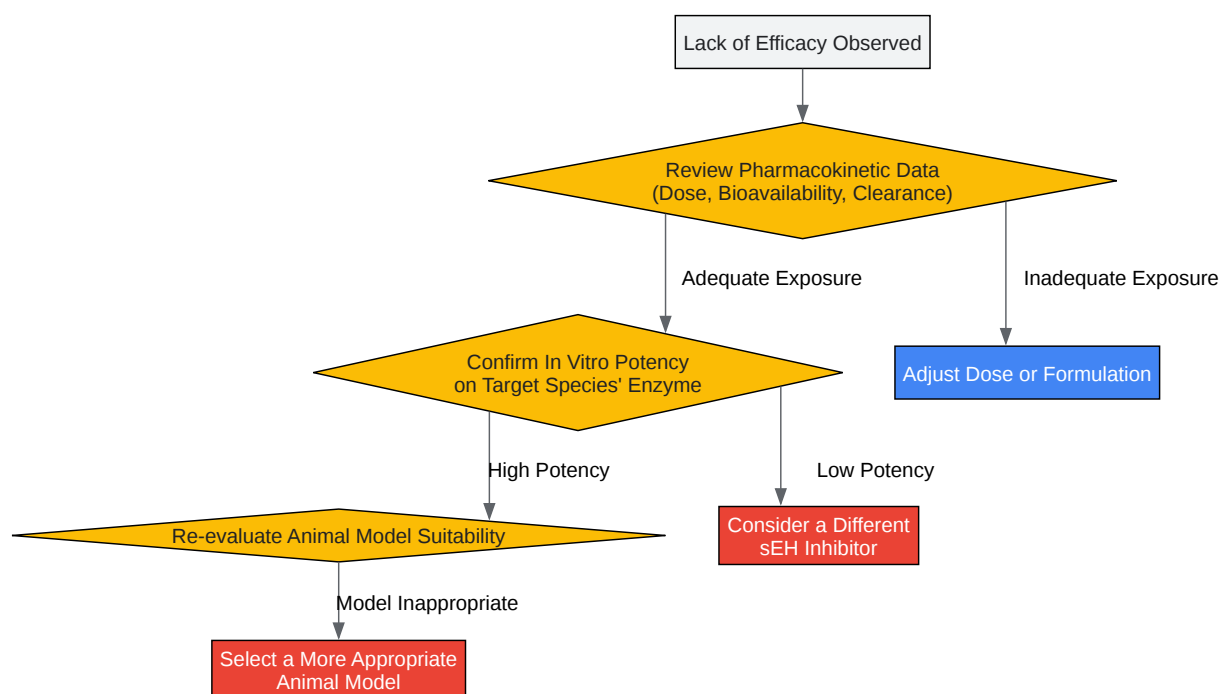 Lack of Efficacy Observed
Review Pharmacokinetic Data
(Dose, Bioavailability, Clearance)
Adequate Exposure
Inadequate Exposure
Confirm In Vitro Potency
on Target Species' Enzyme
Adjust Dose or Formulation
High Potency
Low Potency
Re-evaluate Animal Model Suitability
Consider a Different
sEH Inhibitor
Model Inappropriate
Select a More Appropriate
Animal Model